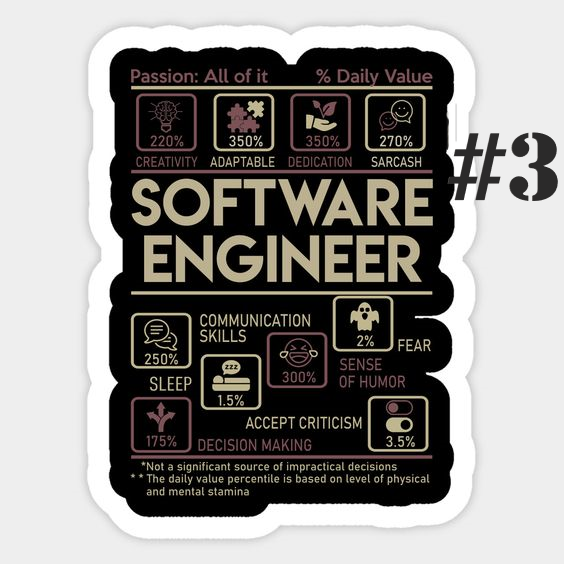 Passion: All of it % Daily Value
220% 350% 350% 270%
CREATIVITY ADAPTABLE DEDICATION SARCASH
#3
SOFTWARE
ENGINEER
250%
COMMUNICATION
SKILLS
2%
FEAR
SLEEP
zzz
1.5%
300%
SENSE
OF HUMOR
175%
DECISION MAKING
ACCEPT CRITICISM
3.5%
*Not a significant source of impractical decisions
**The daily value percentile is based on level of physical
and mental stamina